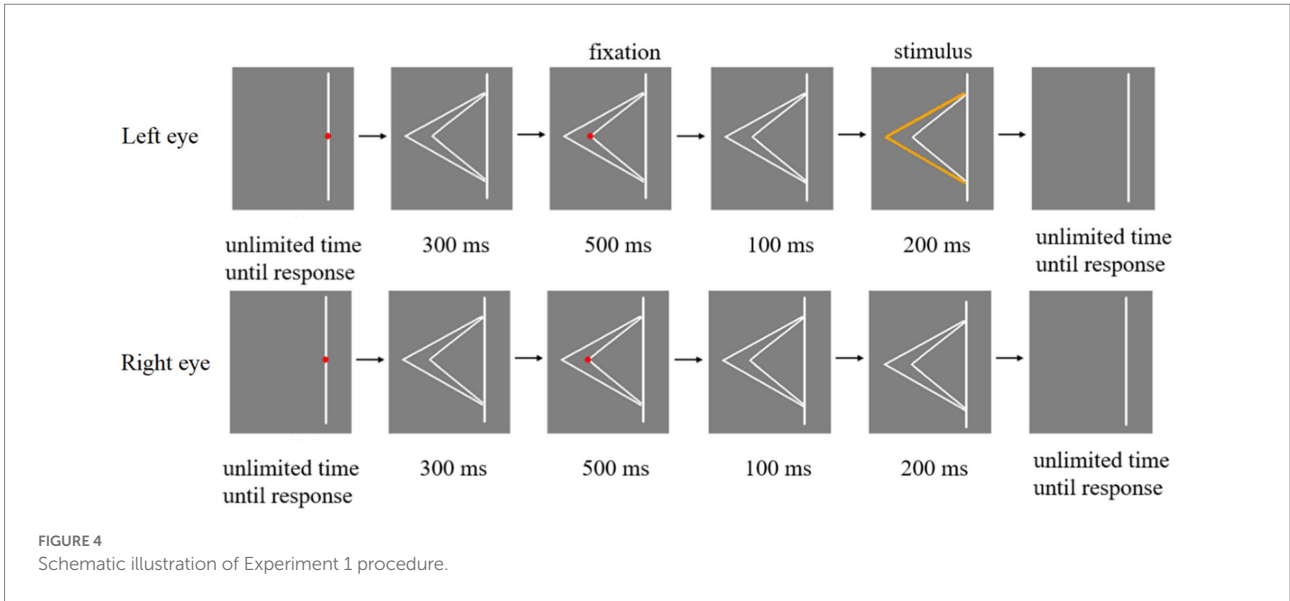 fixation stimulus
Left eye
unlimited time 300 ms 500 ms 100 ms 200 ms unlimited time
until response until response
Right eye
unlimited time 300 ms 500 ms 100 ms 200 ms unlimited time
until response until response
FIGURE 4
Schematic illustration of Experiment 1 procedure.